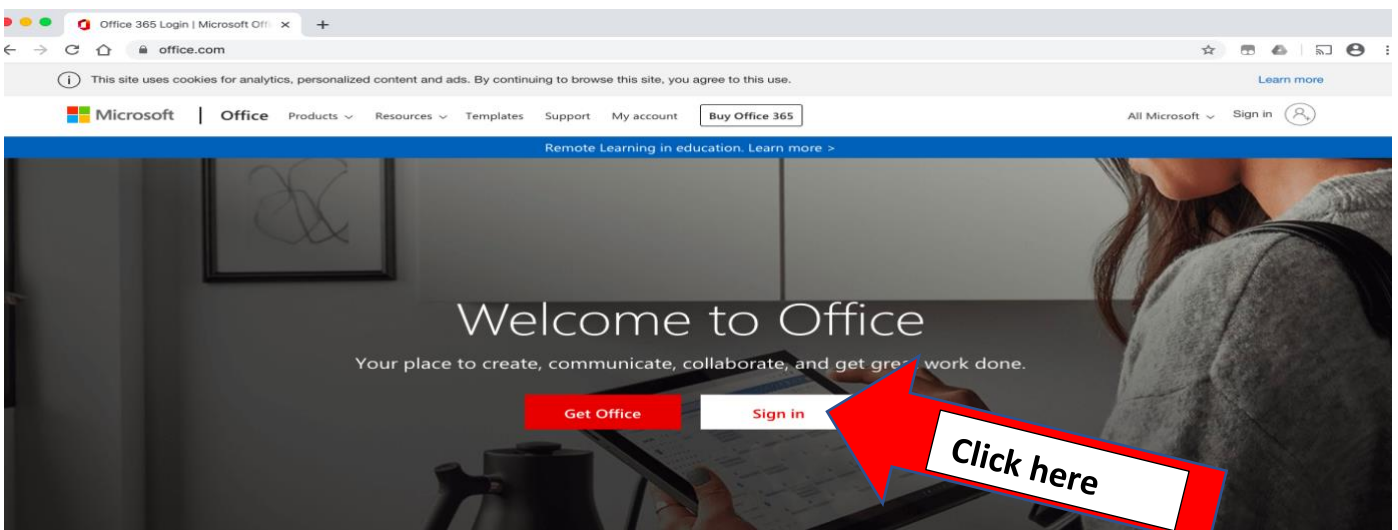 Office 365 Login | Microsoft Offi
office.com
This site uses cookies for analytics, personalized content and ads. By continuing to browse this site, you agree to this use. Learn more
Microsoft | Office Products Resources Templates Support My account Buy Office 365 All Microsoft Sign in
Remote Learning in education. Learn more >
Welcome to Office
Your place to create, communicate, collaborate, and get great work done.
Get Office Sign in
Click here